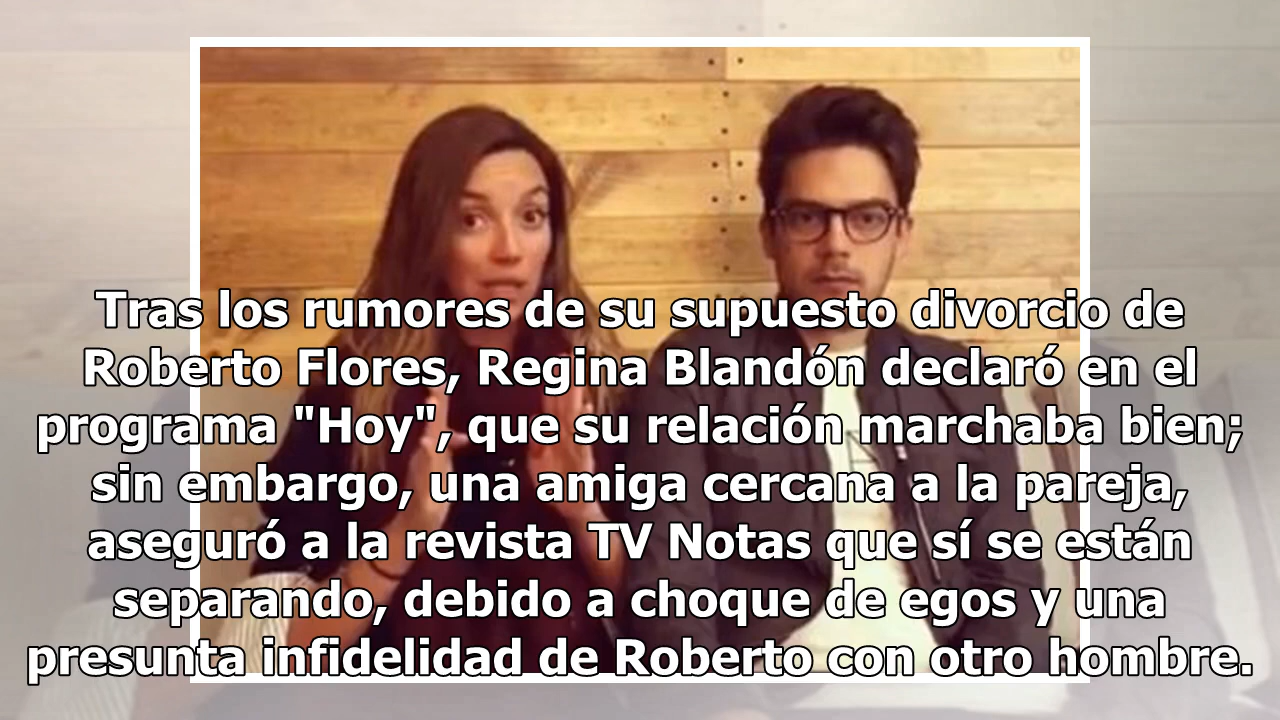 Tras los rumores de su supuesto divorcio de
Roberto Flores, Regina Blandón declaró en el
programa "Hoy", que su relación marchaba bien;
sin embargo, una amiga cercana a la pareja,
aseguró a la revista TV Notas que sí se están
separando, debido a choque de egos y una
presunta infidelidad de Roberto con otro hombre.